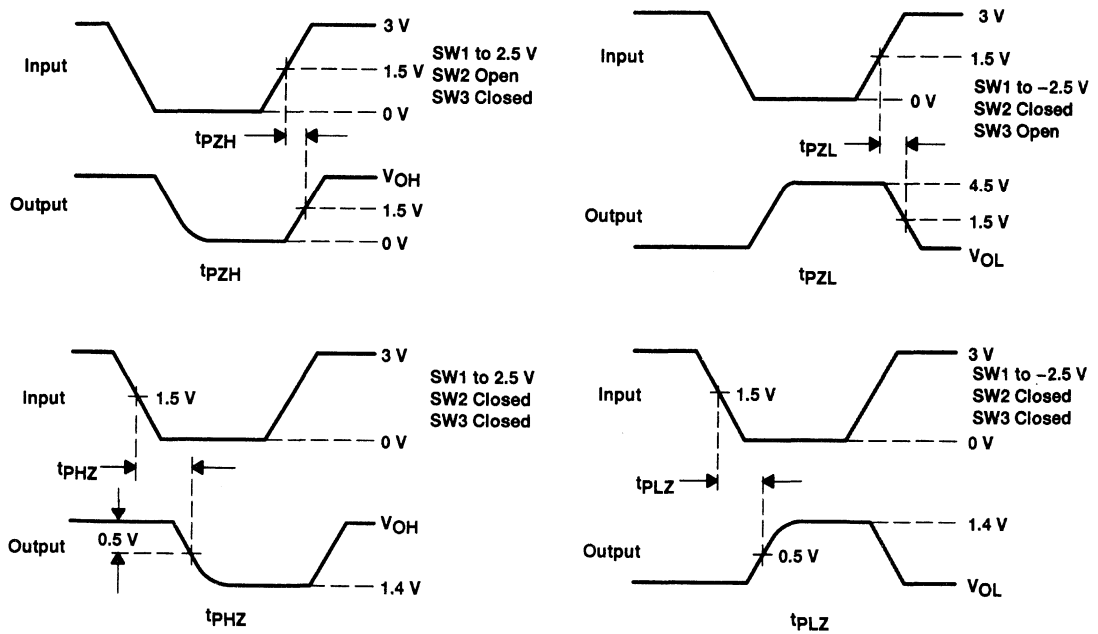 3 V
Input
SW1 to 2.5 V
1.5 V
SW2 Open
SW3 Closed
0 V
tPZH
VOH
Output
1.5 V
0 V
tPZH
3 V
Input
1.5 V
SW1 to −2.5 V
0 V
SW2 Closed
SW3 Open
tPZL
4.5 V
Output
1.5 V
VOL
tPZL
3 V
SW1 to 2.5 V
Input
1.5 V
SW2 Closed
SW3 Closed
0 V
tPHZ
VOH
Output
0.5 V
1.4 V
tPHZ
3 V
SW1 to −2.5 V
Input
1.5 V
SW2 Closed
SW3 Closed
0 V
tPLZ
1.4 V
Output
0.5 V
VOL
tPLZ